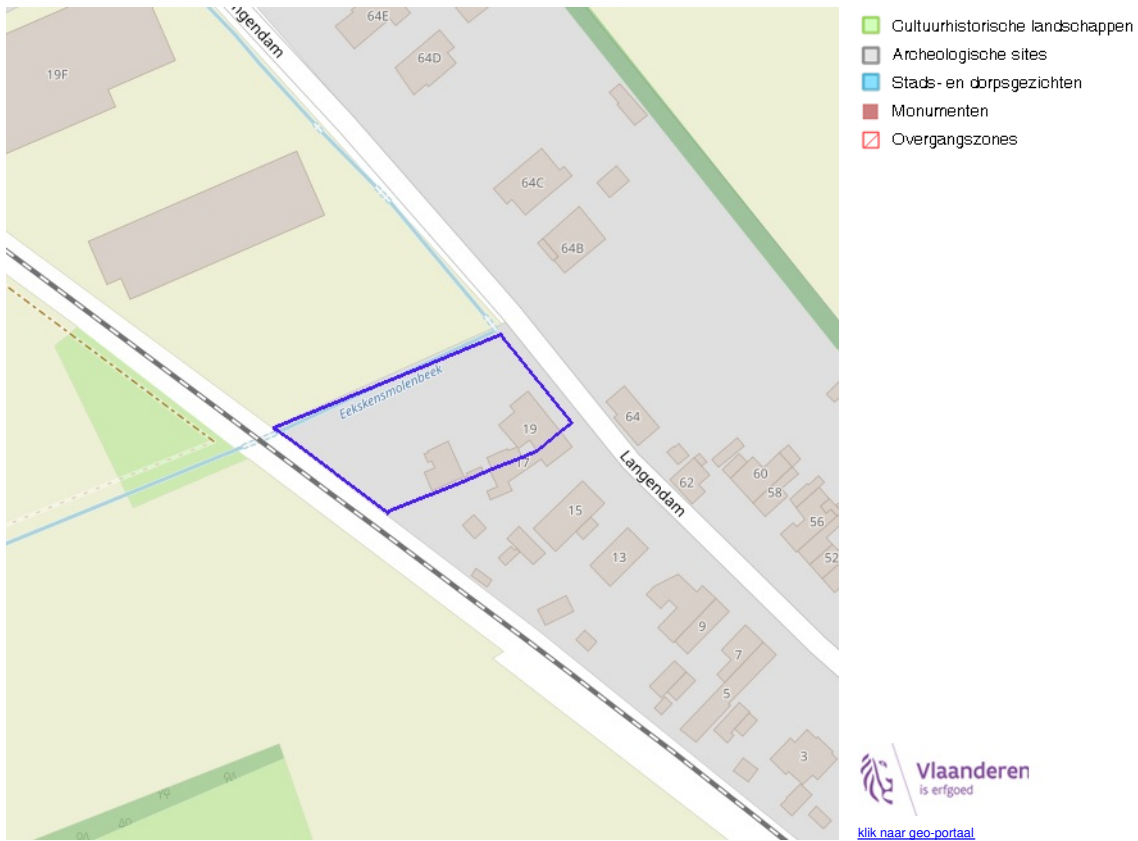 Langendam
64E
64D
19F
64C
64B
Eekskensmolenbeek
19
17
64
Langendam
62
60
58
56
52
15
13
9
7
5
3
Cultuurhistorische landschappen
Archeologische sites
Stads- en dorpsgezichten
Monumenten
Overgangszones
Vlaanderen
is erfgoed
klik naar geo-portaal